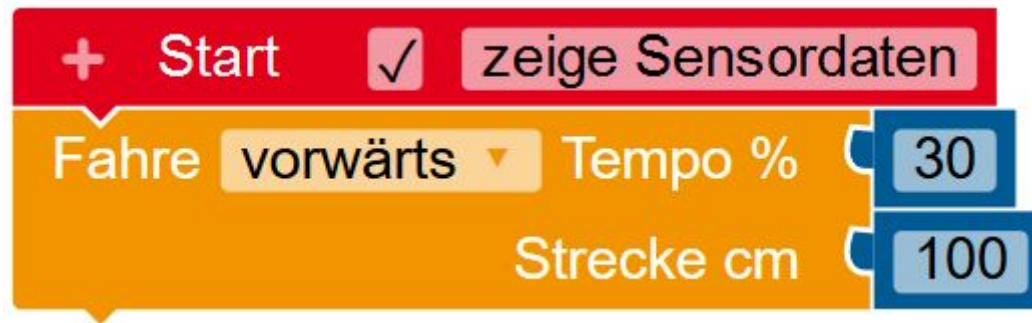 + Start ✓ zeige Sensordaten
Fahre vorwärts Tempo % 30
Strecke cm 100